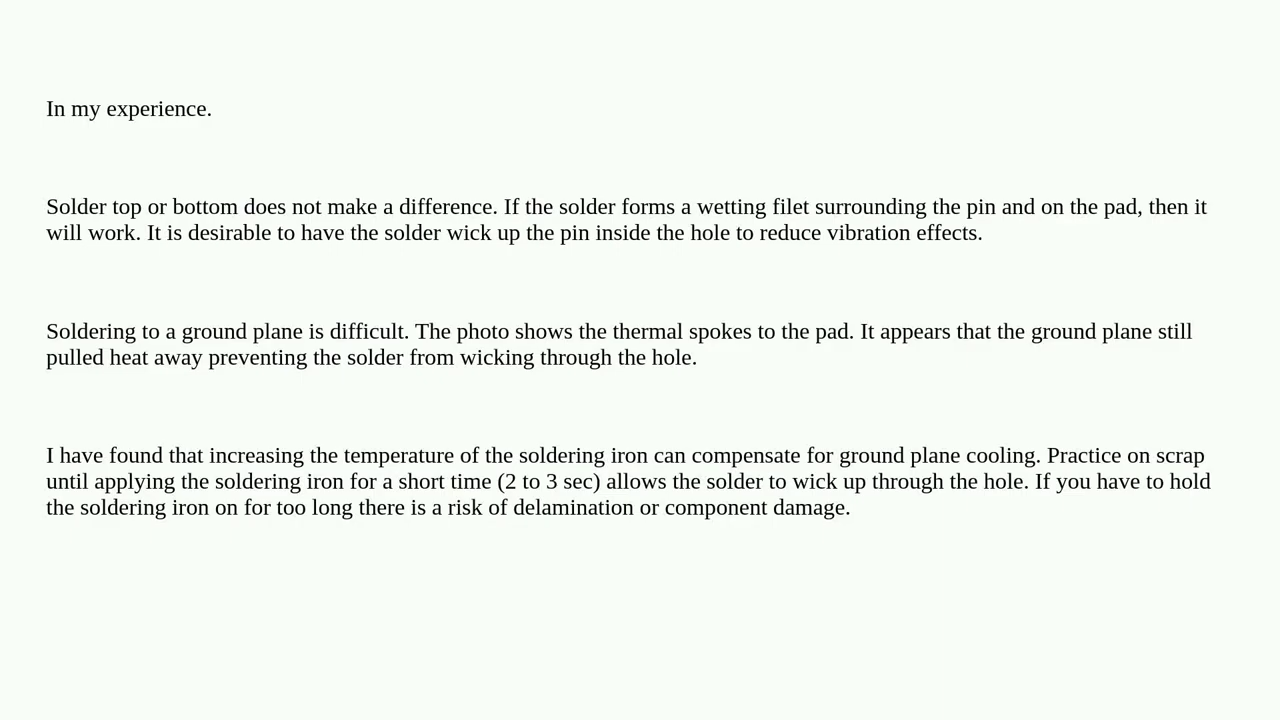 In my experience.
Solder top or bottom does not make a difference. If the solder forms a wetting filet surrounding the pin and on the pad, then it
will work. It is desirable to have the solder wick up the pin inside the hole to reduce vibration effects.
Soldering to a ground plane is difficult. The photo shows the thermal spokes to the pad. It appears that the ground plane still
pulled heat away preventing the solder from wicking through the hole.
I have found that increasing the temperature of the soldering iron can compensate for ground plane cooling. Practice on scrap
until applying the soldering iron for a short time (2 to 3 sec) allows the solder to wick up through the hole. If you have to hold
the soldering iron on for too long there is a risk of delamination or component damage.